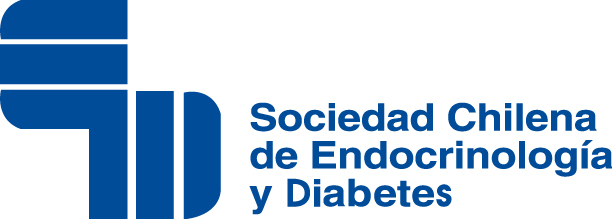 Sociedad Chilena
de Endocrinología
y Diabetes